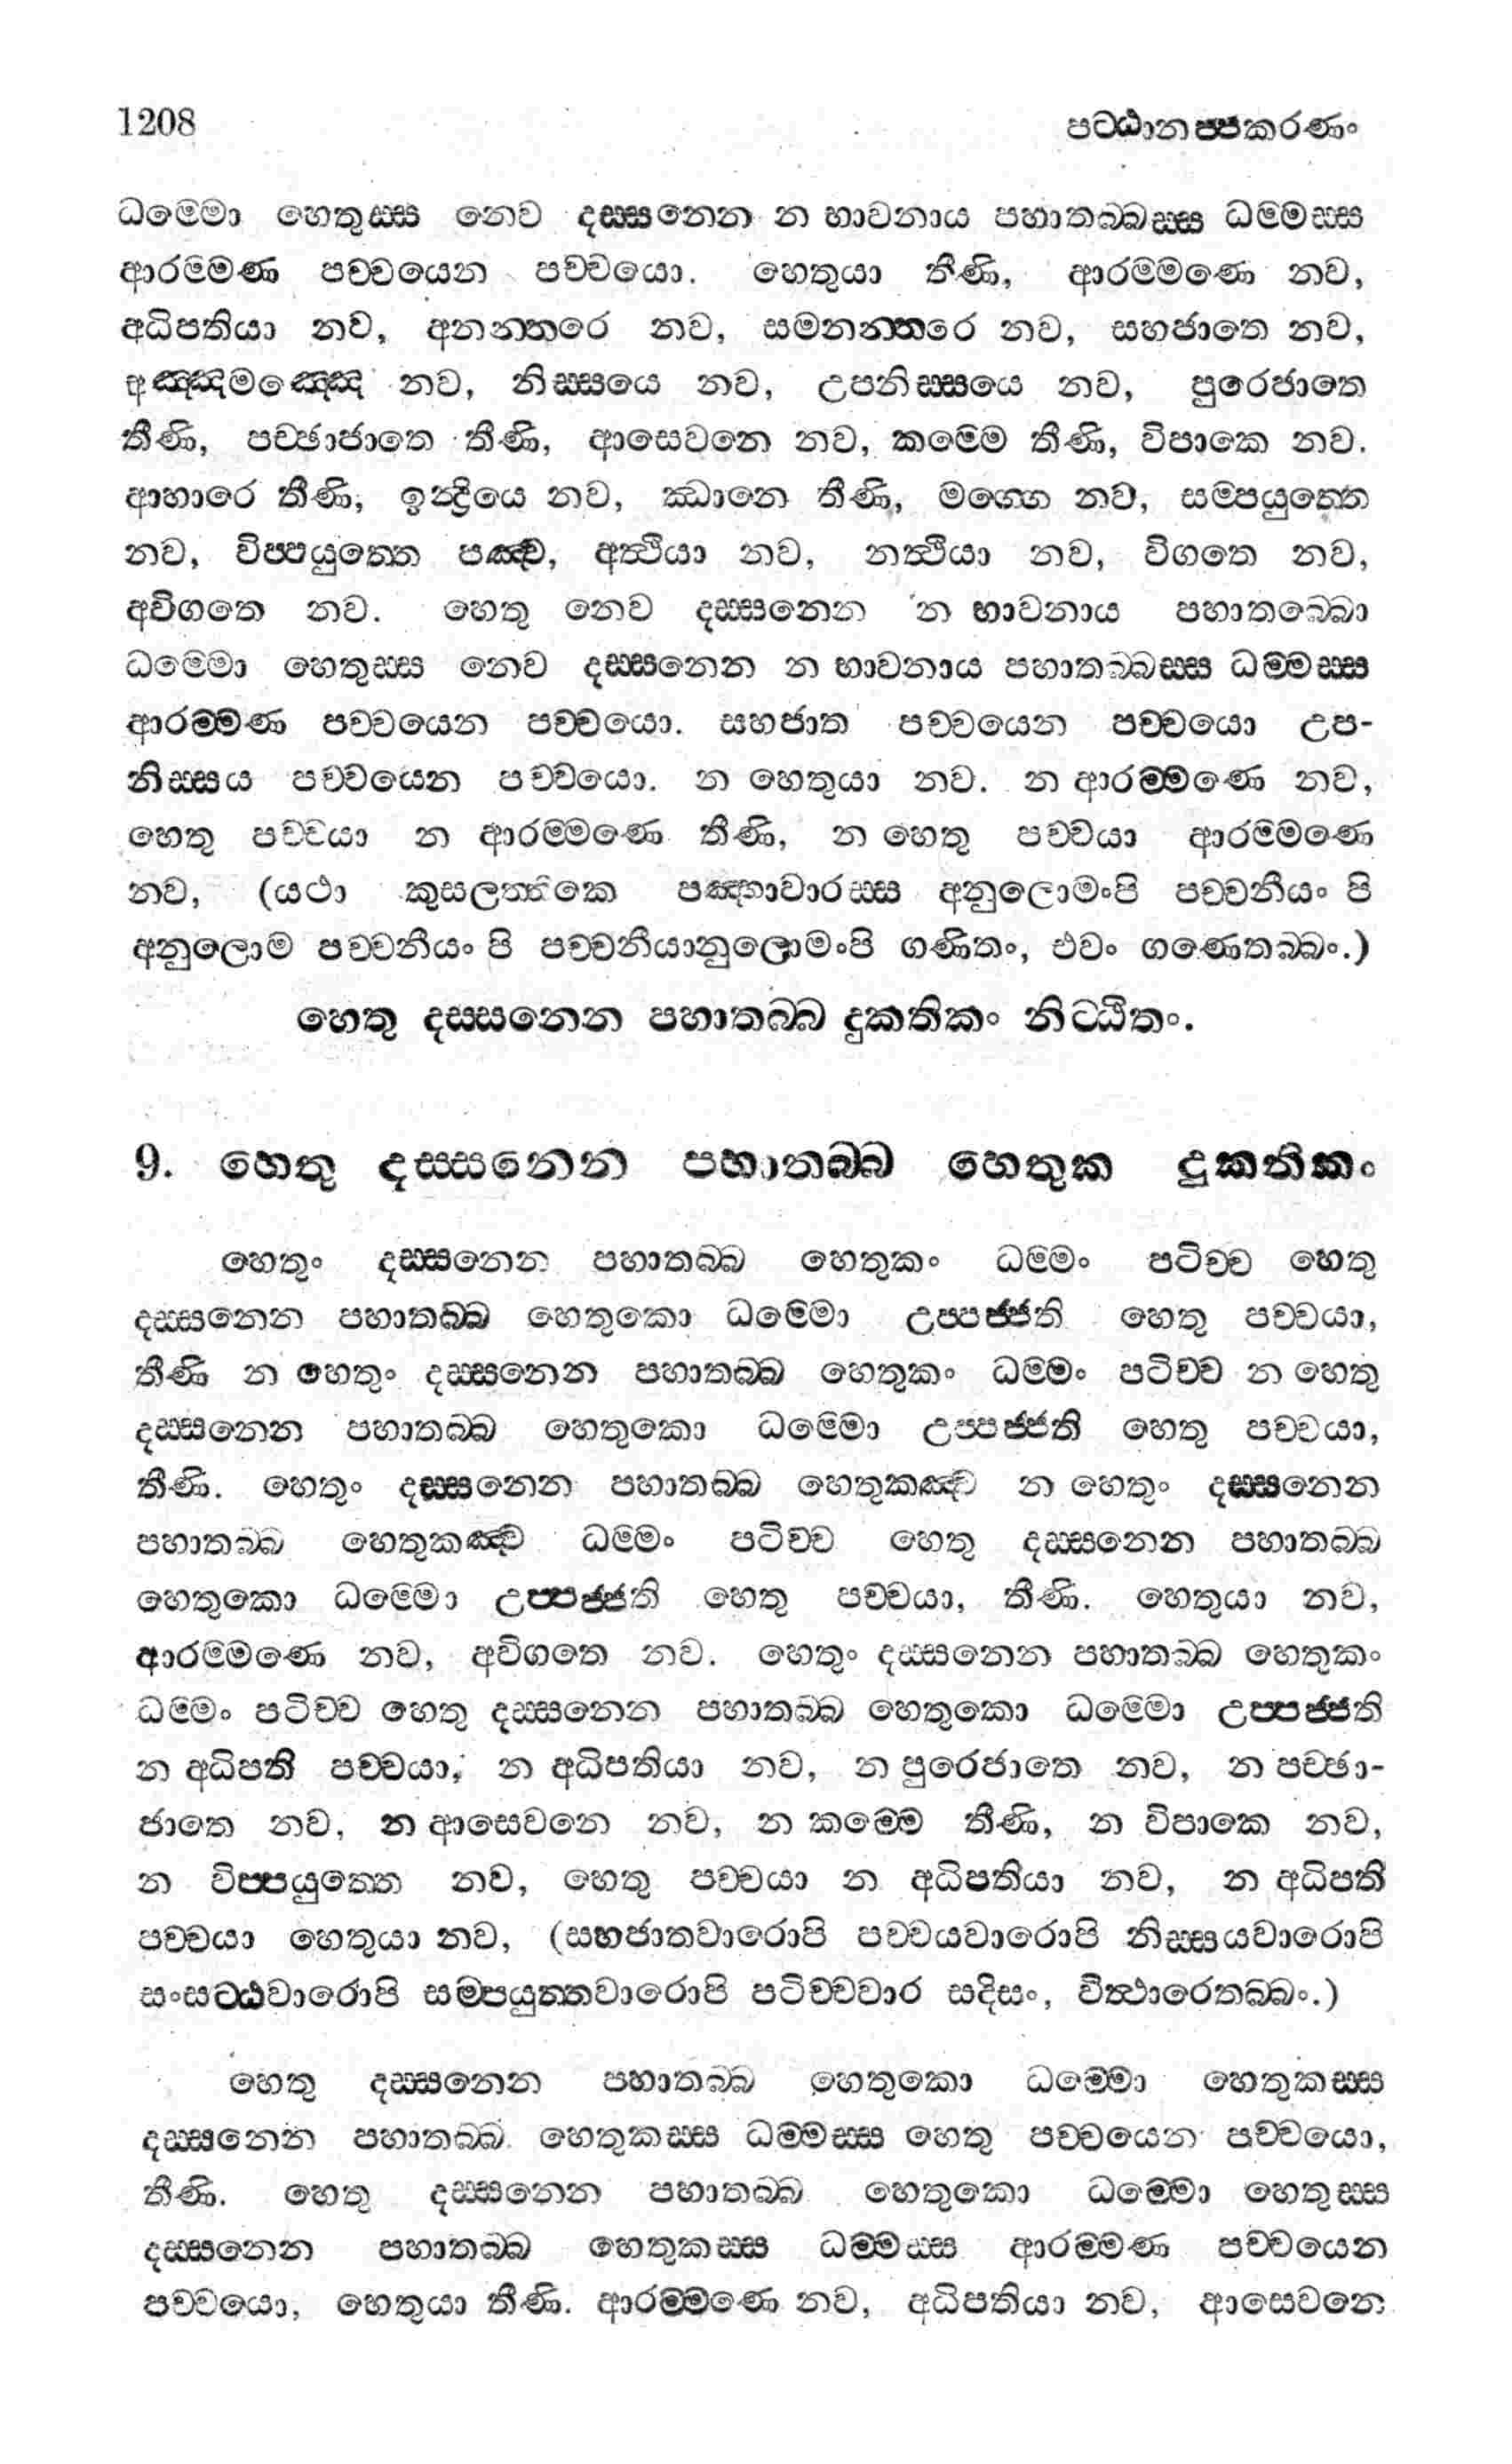 1208 පට්ඨානප්පකරණං
ධම්මො හෙතුස්ස නෙව දස්සනෙන න භාවනාය පහාතබ්බස්ස ධම්මස්ස
ආරම්මණ පච්චයෙන පච්චයො. හෙතුයා තීණි, ආරම්මණෙ නව,
අධිපතියා නව, අනන්තරෙ නව, සමනන්තරෙ නව, සහජාතෙ නව,
අඤ්ඤමඤ්ඤෙ නව, නිස්සයෙ නව, උපනිස්සයෙ නව, පුරෙජාතෙ
තීණි, පච්ඡාජාතෙ තීණි, ආසෙවනෙ නව, කම්මෙ තීණි, විපාකෙ නව.
ආහාරෙ තීණි, ඉන්ද්‍රියෙ නව, ඣානෙ තීණි, මග්ගෙ නව, සම්පයුත්තෙ
නව, විප්පයුත්තෙ පඤ්ච, අත්ථියා නව, නත්ථියා නව, විගතෙ නව,
අවිගතෙ නව. හෙතු නෙව දස්සනෙන න භාවනාය පහාතබ්බො
ධම්මො හෙතුස්ස නෙව දස්සනෙන න භාවනාය පහාතබ්බස්ස ධම්මස්ස
ආරම්මණ පච්චයෙන පච්චයො. සහජාත පච්චයෙන පච්චයො උප-
නිස්සය පච්චයෙන පච්චයො. න හෙතුයා නව. න ආරම්මණෙ නව,
හෙතු පච්චයා න ආරම්මණෙ තීණි, න හෙතු පච්චයා ආරම්මණෙ
නව, (යථා කුසලත්තිකෙ පඤ්හාවාරස්ස අනුලොමංපි පච්චනීයං පි
අනුලොම පච්චනීයං පි පච්චනීයානුලොමංපි ගණිතං, එවං ගණෙතබ්බං.)
හෙතු දස්සනෙන පහාතබ්බ දුකතිකං නිට්ඨිතං.
9. හෙතු දස්සනෙන පහාතබ්බ හෙතුක දුකතිකං
හෙතුං දස්සනෙන පහාතබ්බ හෙතුකං ධම්මං පටිච්ච හෙතු
දස්සනෙන පහාතබ්බ හෙතුකො ධම්මො උප්පජ්ජති හෙතු පච්චයා,
තීණි න හෙතුං දස්සනෙන පහාතබ්බ හෙතුකං ධම්මං පටිච්ච න හෙතු
දස්සනෙන පහාතබ්බ හෙතුකො ධම්මො උප්පජ්ජති හෙතු පච්චයා,
තීණි. හෙතුං දස්සනෙන පහාතබ්බ හෙතුකඤ්ච න හෙතුං දස්සනෙන
පහාතබ්බ හෙතුකඤ්ච ධම්මං පටිච්ච හෙතු දස්සනෙන පහාතබ්බ
හෙතුකො ධම්මො උප්පජ්ජති හෙතු පච්චයා, තීණි. හෙතුයා නව,
ආරම්මණෙ නව, අවිගතෙ නව. හෙතුං දස්සනෙන පහාතබ්බ හෙතුකං
ධම්මං පටිච්ච හෙතු දස්සනෙන පහාතබ්බ හෙතුකො ධම්මො උප්පජ්ජති
න අධිපති පච්චයා, න අධිපතියා නව, න පුරෙජාතෙ නව, න පච්ඡා-
ජාතෙ නව, න ආසෙවනෙ නව, න කම්මෙ තීණි, න විපාකෙ නව,
න විප්පයුත්තෙ නව, හෙතු පච්චයා න අධිපතියා නව, න අධිපති
පච්චයා හෙතුයා නව, (සහජාතවාරොපි පච්චයවාරොපි නිස්සයවාරොපි
සංසට්ඨවාරොපි සම්පයුත්තවාරොපි පටිච්චවාර සදිසං, විත්ථාරෙතබ්බං.)
හෙතු දස්සනෙන පහාතබ්බ හෙතුකො ධම්මො හෙතුකස්ස
දස්සනෙන පහාතබ්බ හෙතුකස්ස ධම්මස්ස හෙතු පච්චයෙන පච්චයො,
තීණි. හෙතු දස්සනෙන පහාතබ්බ හෙතුකො ධම්මො හෙතුස්ස
දස්සනෙන පහාතබ්බ හෙතුකස්ස ධම්මස්ස ආරම්මණ පච්චයෙන
පච්චයො, හෙතුයා තීණි. ආරම්මණෙ නව, අධිපතියා නව, ආසෙවනෙ